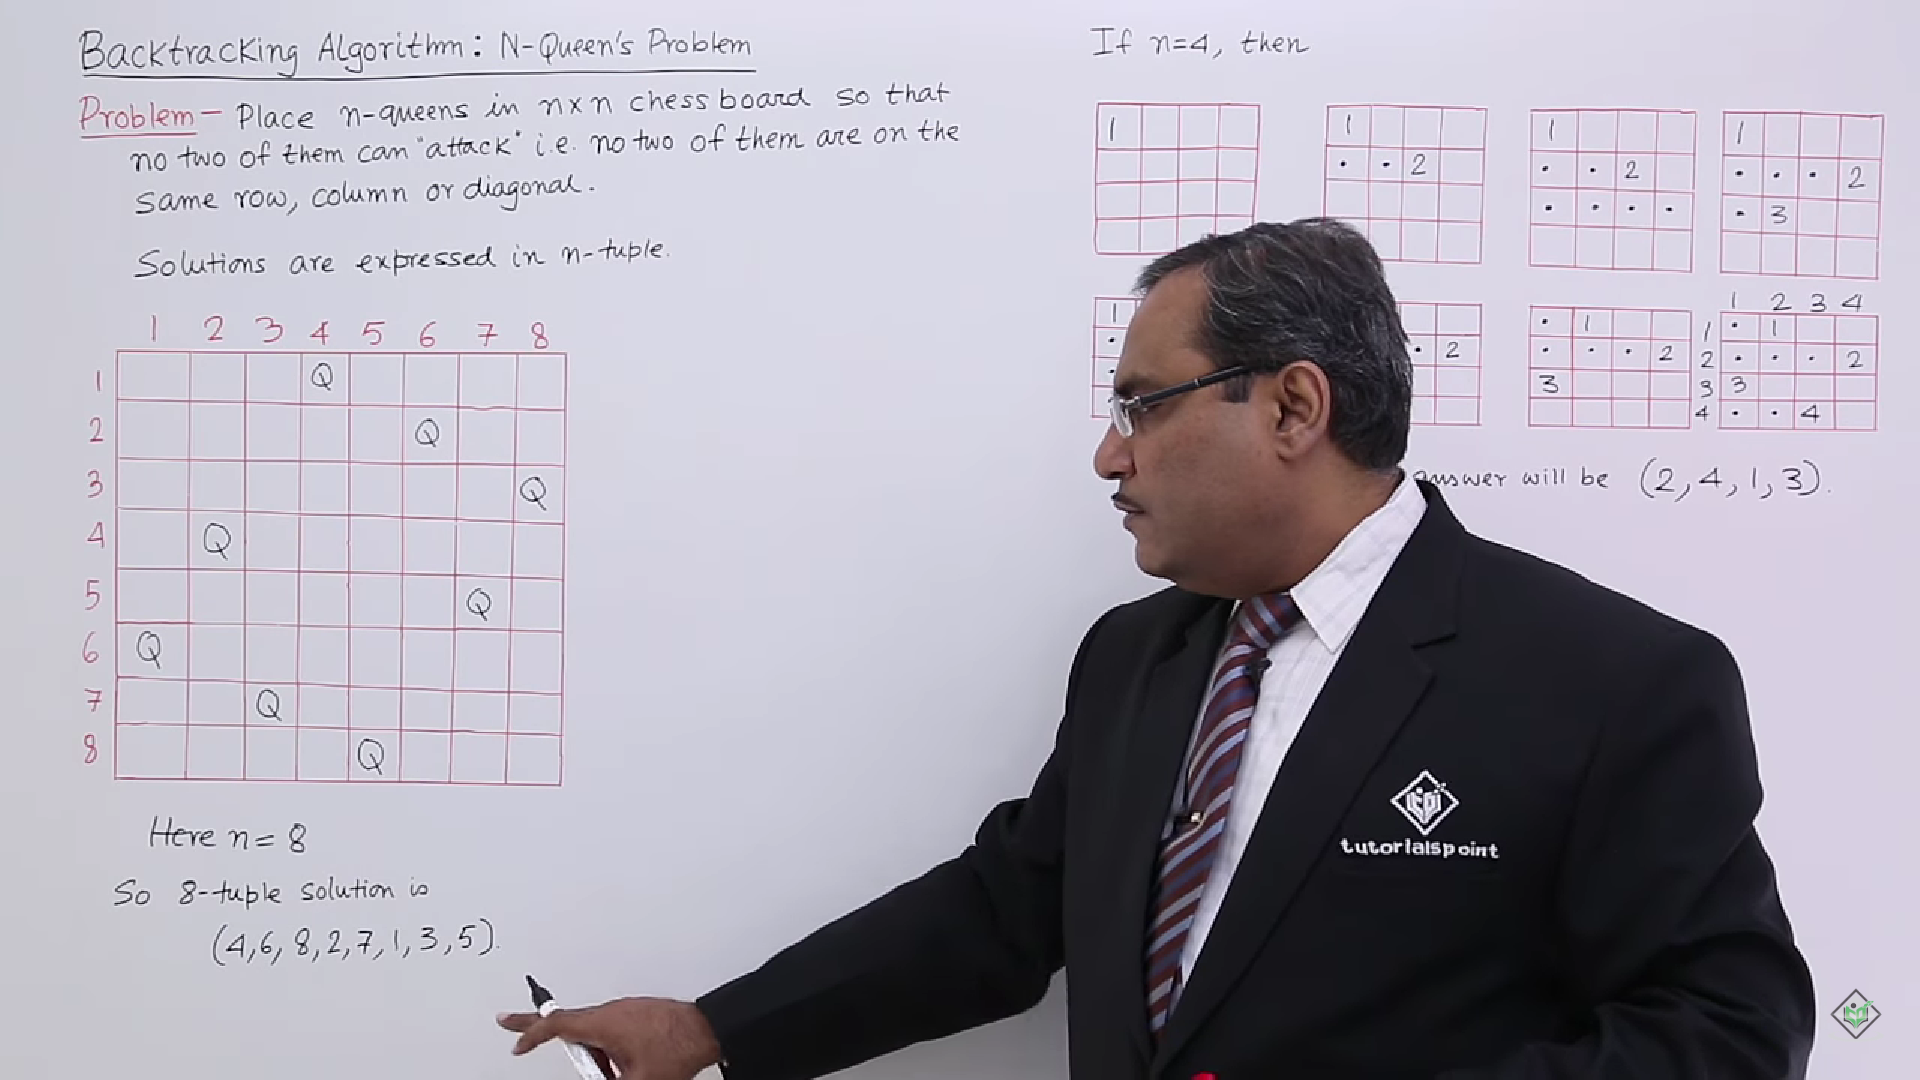 Backtracking Algorithm: N-Queen's Problem
Problem - Place n-queens in n×n chess board so that
no two of them can "attack" i.e. no two of them are on the
same row, column or diagonal.
Solutions are expressed in n-tuple.
1 2 3 4 5 6 7 8
1 Q
2 Q
3 Q
4 Q
5 Q
6 Q
7 Q
8 Q
Here n = 8
So 8-tuple solution is
(4,6,8,2,7,1,3,5).
If n=4, then
1
1
· · 2
1
· · 2
· · · ·
1
· · · 2
· 3
1
·
·
· 2
· 1
· · · 2
3
1 2 3 4
1 · 1
2 · · · 2
3 3
4 · · 4
answer will be (2,4,1,3).
tutorialspoint